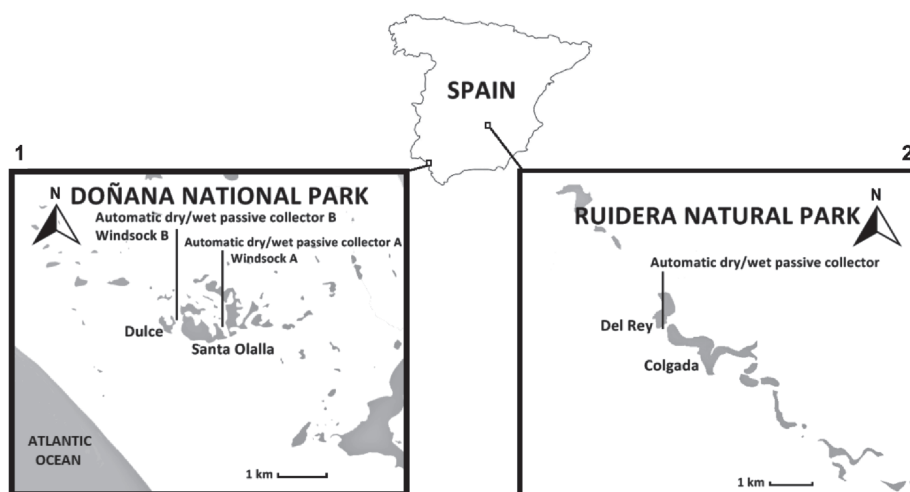 SPAIN
1
N
DOÑANA NATIONAL PARK
Automatic dry/wet passive collector B
Windsock B
Automatic dry/wet passive collector A
Windsock A
Dulce
Santa Olalla
ATLANTIC
OCEAN
1 km
2
N
RUIDERA NATURAL PARK
Automatic dry/wet passive collector
Del Rey
Colgada
1 km